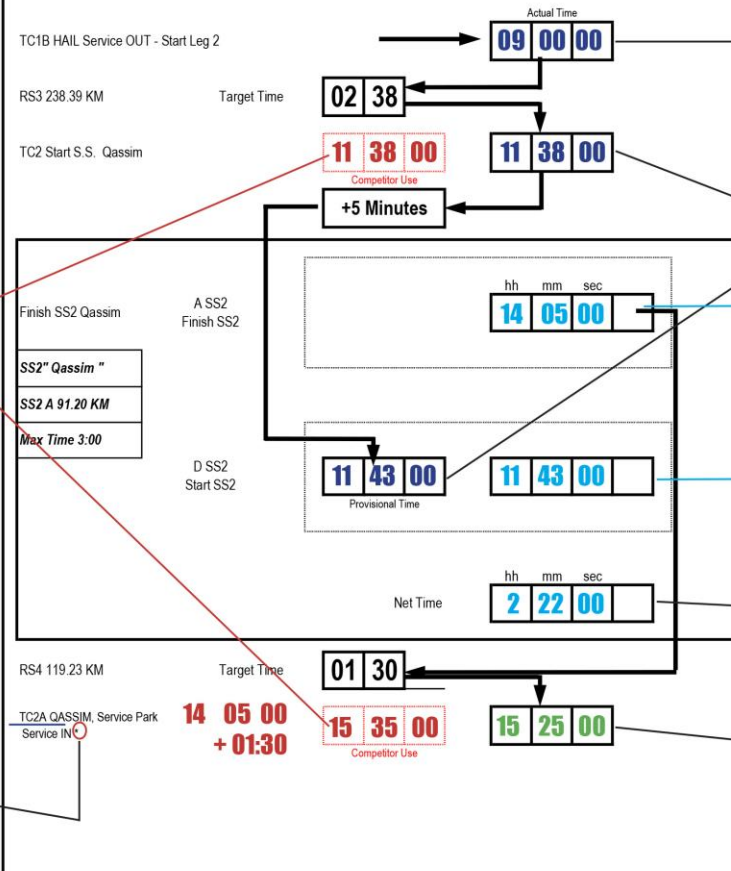 Actual Time
TC1B HAIL Service OUT - Start Leg 2
09 00 00
RS3 238.39 KM
Target Time
02 38
TC2 Start S.S. Qassim
11 38 00
11 38 00
Competitor Use
+5 Minutes
hh mm sec
Finish SS2 Qassim
A SS2
Finish SS2
14 05 00
SS2" Qassim "
SS2 A 91.20 KM
Max Time 3:00
D SS2
Start SS2
11 43 00
11 43 00
Provisional Time
hh mm sec
Net Time
2 22 00
RS4 119.23 KM
Target Time
01 30
TC2A QASSIM, Service Park
Service IN *
14 05 00
+ 01:30
15 35 00
15 25 00
Competitor Use